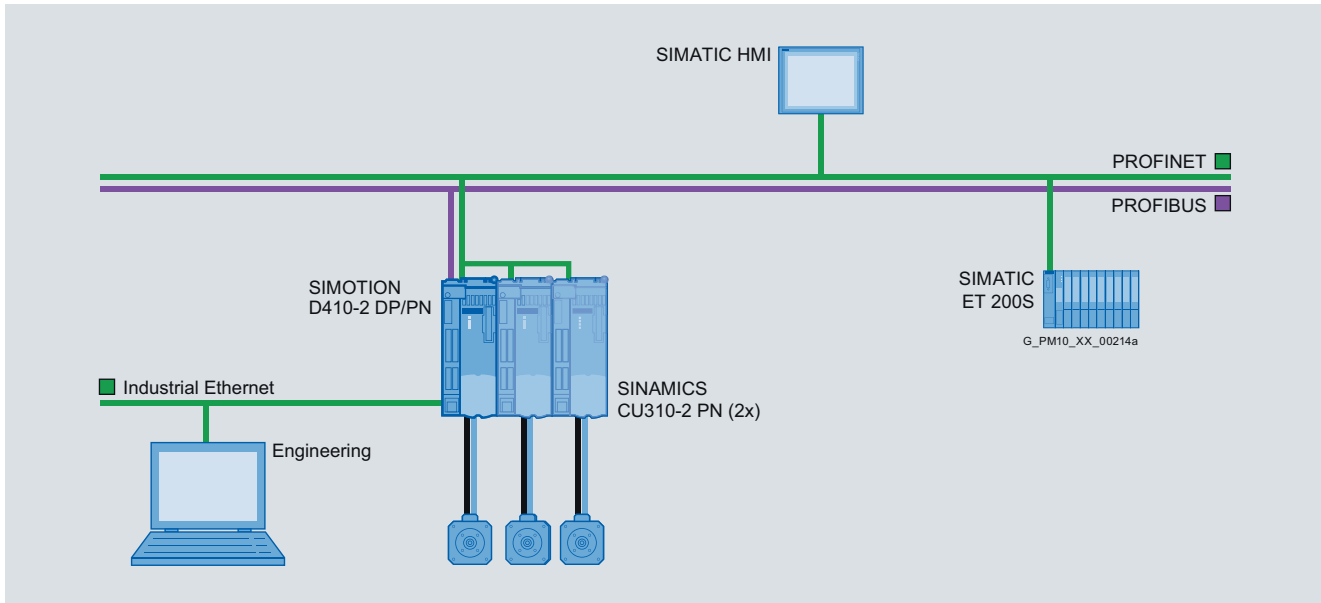 SIMATIC HMI
PROFINET
PROFIBUS
SIMOTION
D410-2 DP/PN
SIMATIC
ET 200S
G_PM10_XX_00214a
Industrial Ethernet
SINAMICS
CU310-2 PN (2x)
Engineering